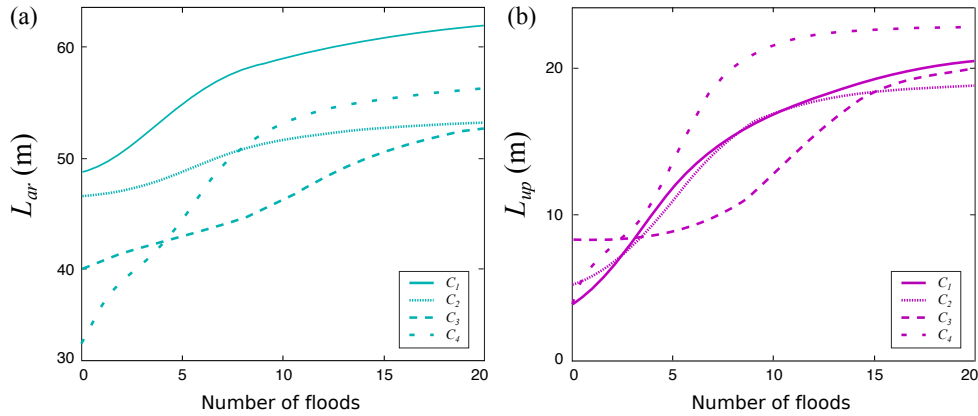 (a)
60
50
40
30
L_ar (m)
0 5 10 15 20
Number of floods
C_1
C_2
C_3
C_4
(b)
20
10
0
L_up (m)
0 5 10 15 20
Number of floods
C_1
C_2
C_3
C_4